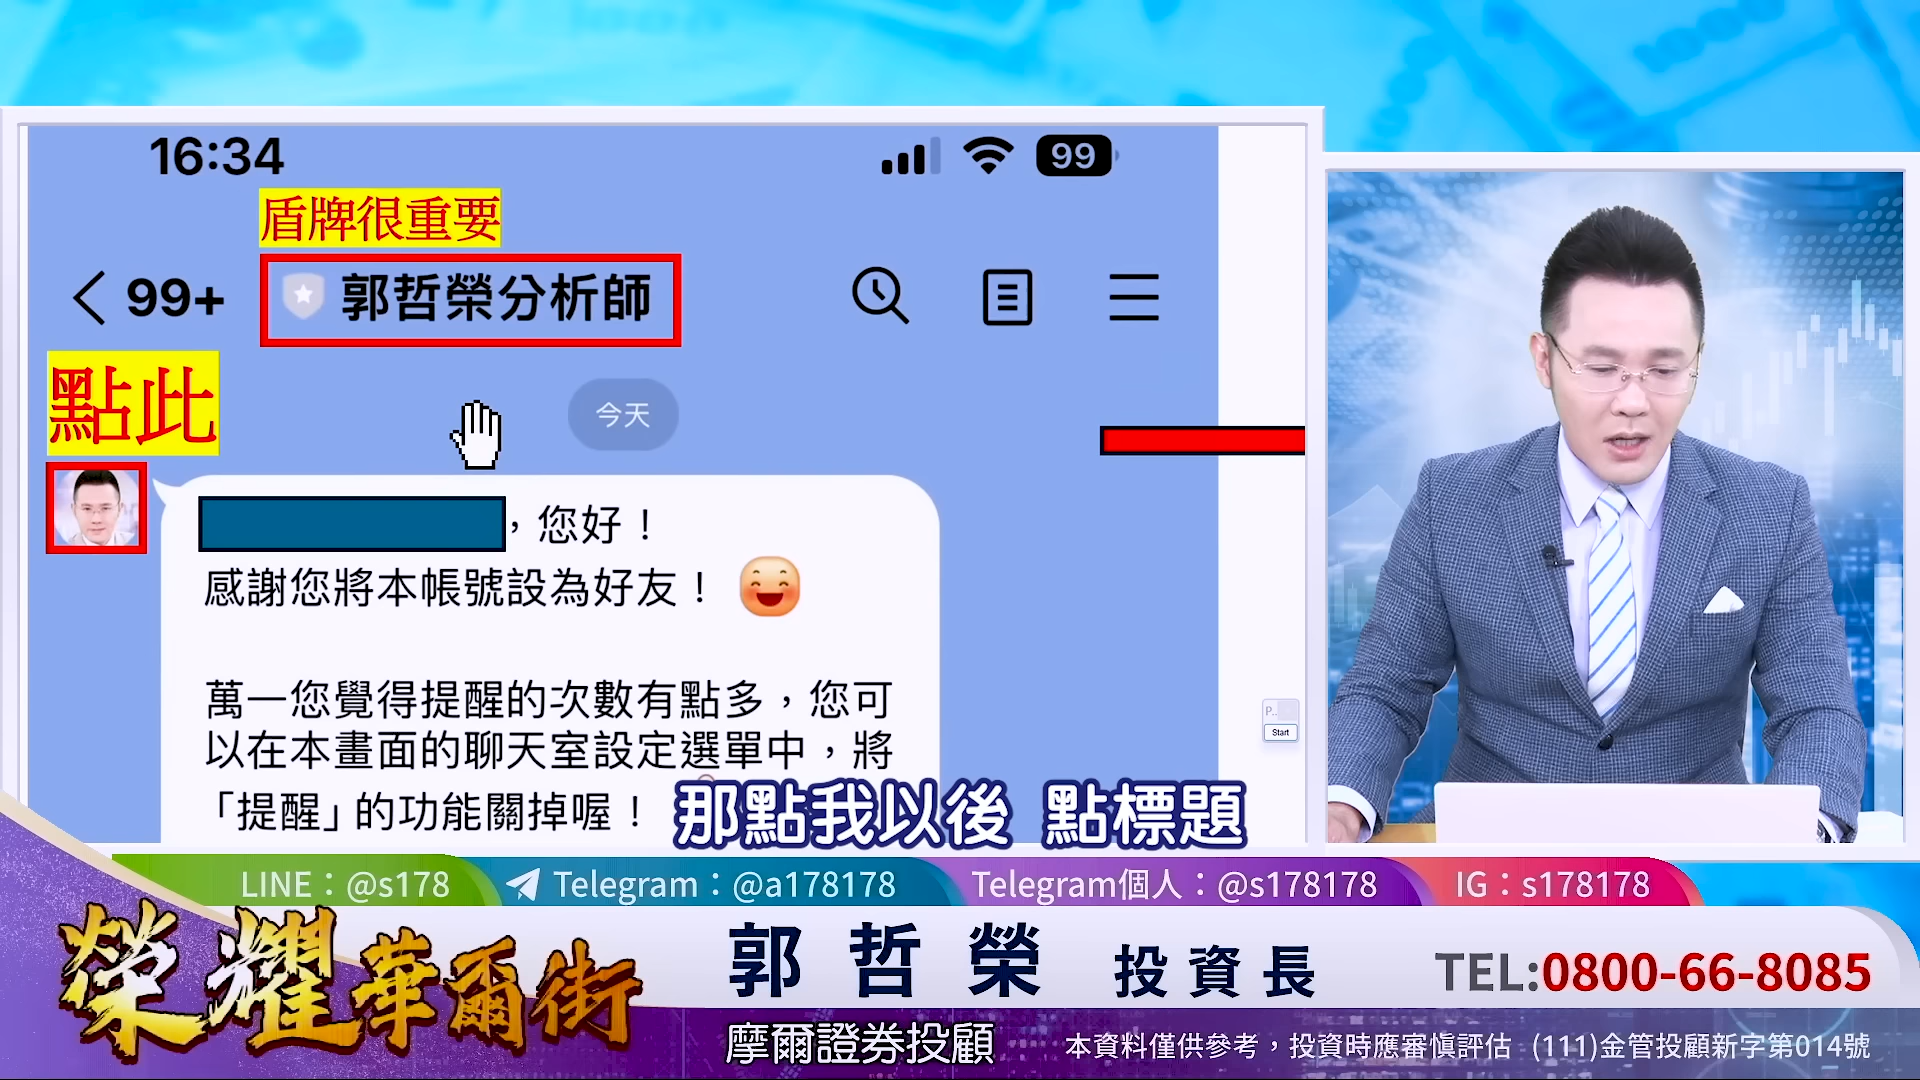 16:34
99
盾牌很重要
99+
郭哲榮分析師
點此
今天
，您好！
感謝您將本帳號設為好友！
萬一您覺得提醒的次數有點多，您可
以在本畫面的聊天室設定選單中，將
「提醒」的功能關掉喔！
P..
Start
那點我以後 點標題
LINE：@s178
Telegram：@a178178
Telegram個人：@s178178
IG：s178178
榮耀華爾街
郭哲榮 投資長
TEL:0800-66-8085
摩爾證券投顧
本資料僅供參考，投資時應審慎評估 (111)金管投顧新字第014號